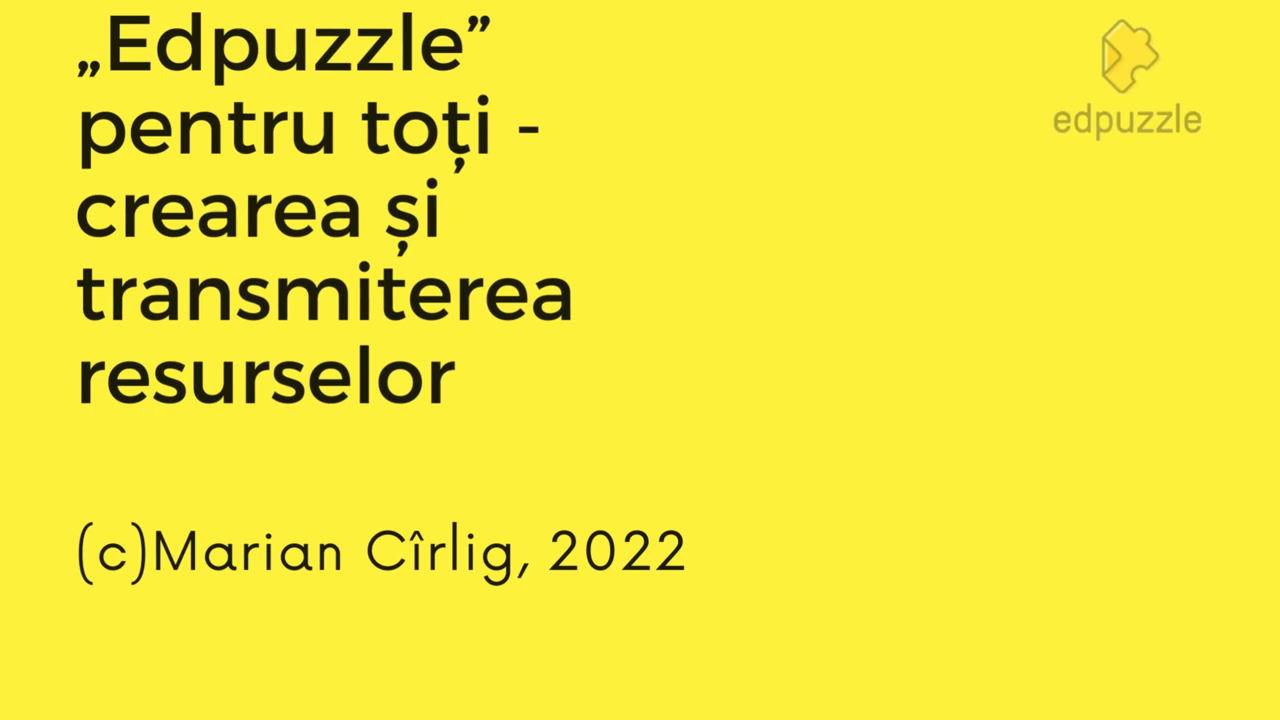 „Edpuzzle”
pentru toți -
crearea și
transmiterea
resurselor
(c)Marian Cîrlig, 2022
edpuzzle